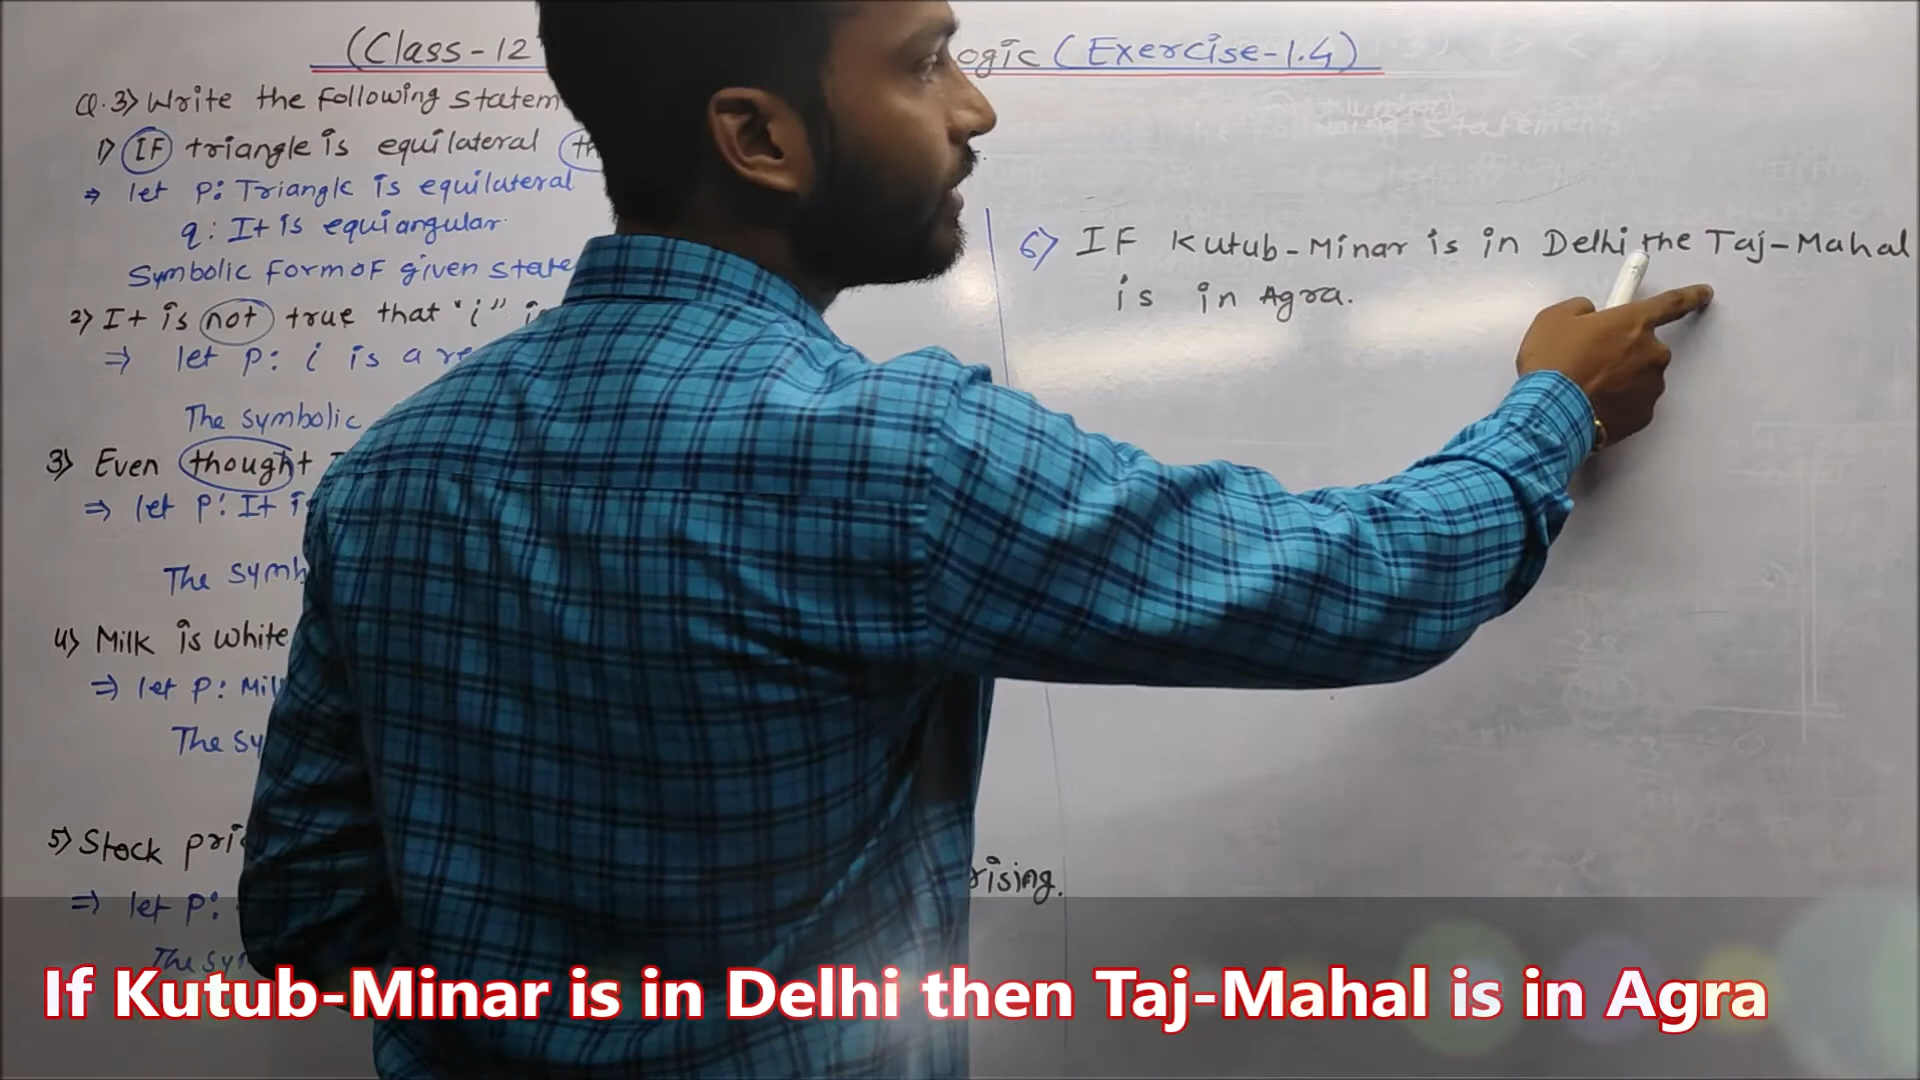 (Class-12 ogic (Exercise-1.4)
Q.3) Write the Following Statem
1) IF triangle is equilateral th
⇒ let P: Triangle is equilateral
q: It is equiangular.
Symbolic form of given state
2) It is not true that "i" i
⇒ let P: i is a re
The symbolic
3) Even thought I
⇒ let P: It is
The symb
4) Milk is white
⇒ let P: Mil
The sy
5) Stock pri rising.
⇒ let P:
The sy
6) IF Kutub-Minar is in Delhi the Taj-Mahal
is in Agra.
If Kutub-Minar is in Delhi then Taj-Mahal is in Agra